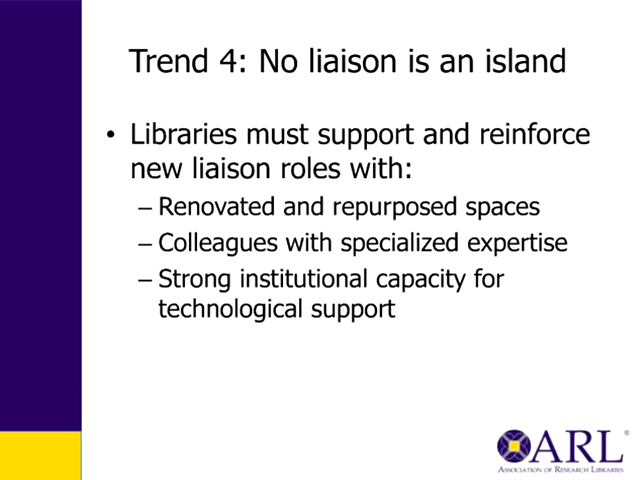 Trend 4: No liaison is an island
• Libraries must support and reinforce
new liaison roles with:
– Renovated and repurposed spaces
– Colleagues with specialized expertise
– Strong institutional capacity for
technological support
ARL®
ASSOCIATION OF RESEARCH LIBRARIES